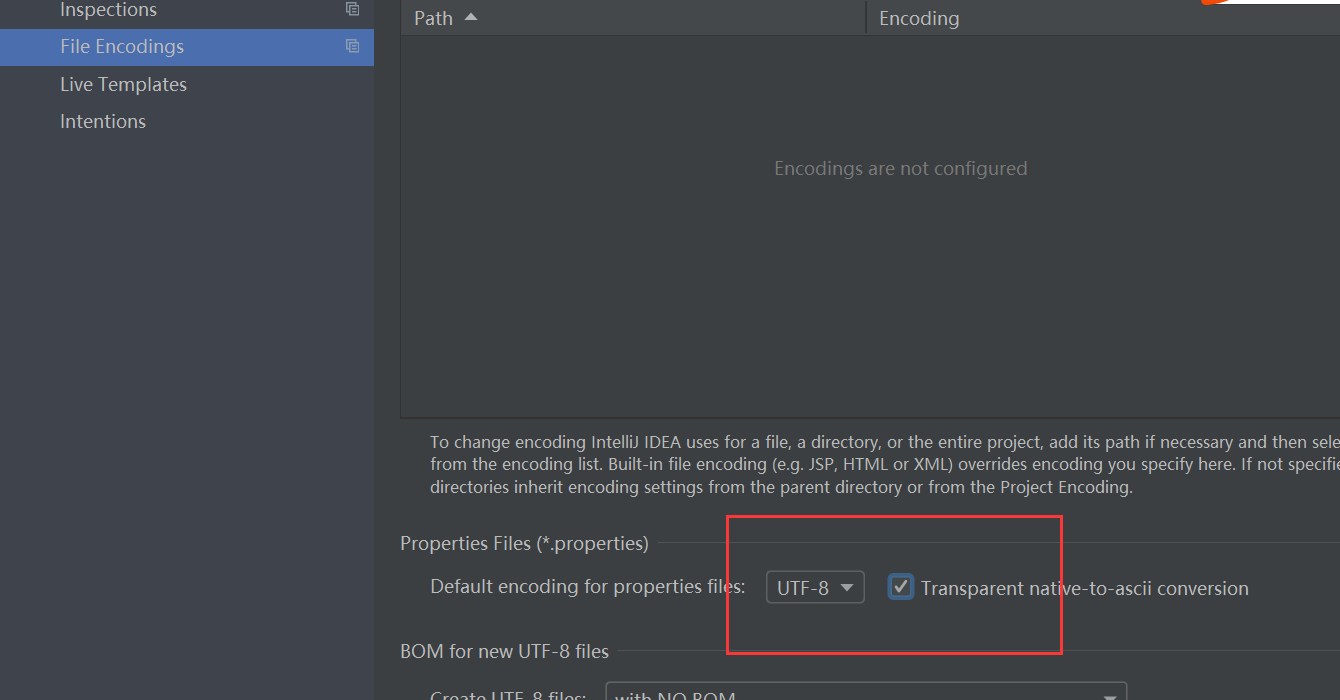 Inspections
File Encodings
Live Templates
Intentions
Path
Encoding
Encodings are not configured
To change encoding IntelliJ IDEA uses for a file, a directory, or the entire project, add its path if necessary and then sele
from the encoding list. Built-in file encoding (e.g. JSP, HTML or XML) overrides encoding you specify here. If not specifie
directories inherit encoding settings from the parent directory or from the Project Encoding.
Properties Files (*.properties)
Default encoding for properties files: UTF-8 Transparent native-to-ascii conversion
BOM for new UTF-8 files
Create UTF-8 files: with NO BOM